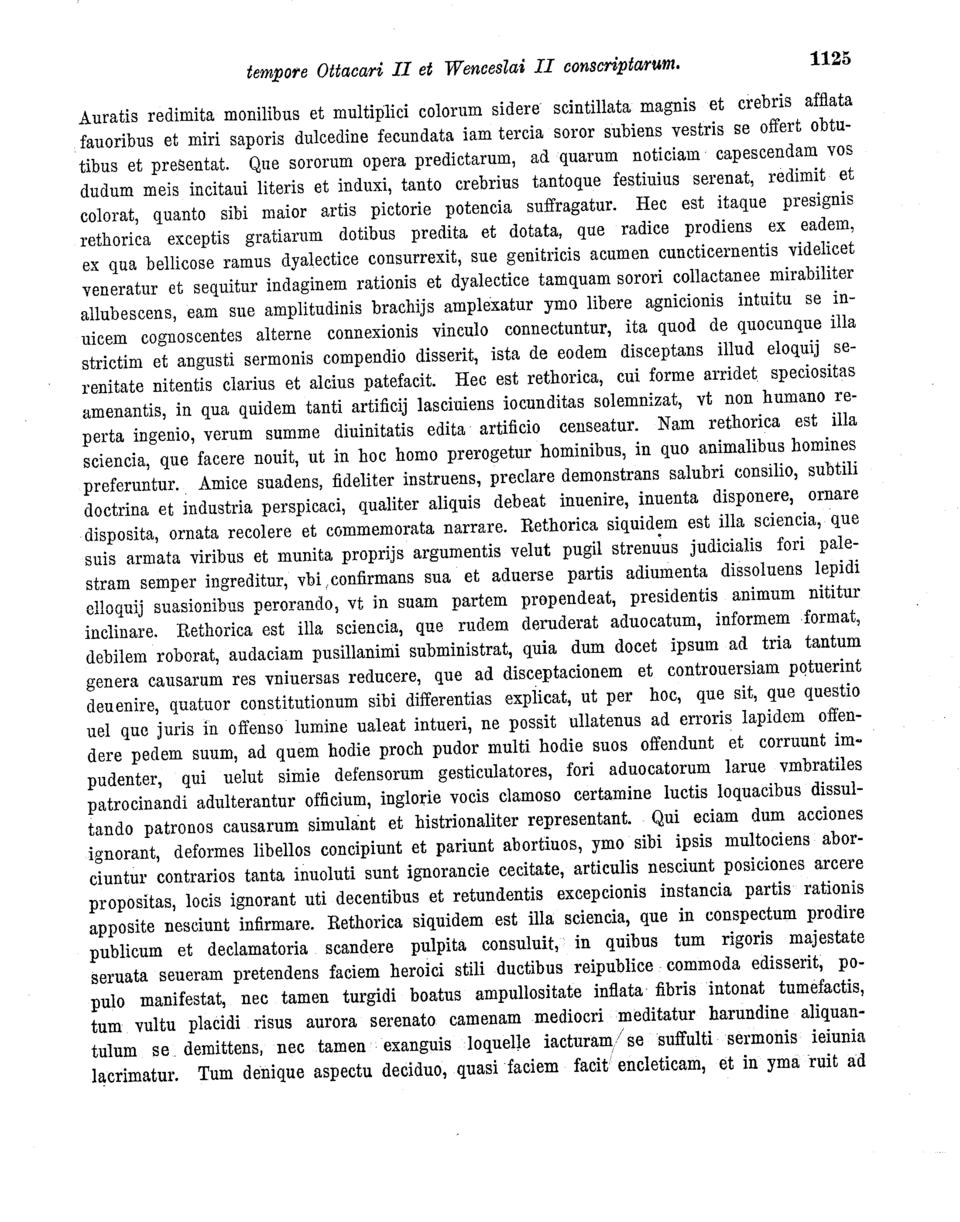 tempore Ottacari II et Wenceslai II conscriptarum. 1125
Auratis redimita monilibus et multiplici colorum sidere scintillata magnis et crebris afflata
fauoribus et miri saporis dulcedine fecundata iam tercia soror subiens vestris se offert obtu-
tibus et presentat. Que sororum opera predictarum, ad quarum noticiam capescendam vos
dudum meis incitaui literis et induxi, tanto crebrius tantoque festiuius serenat, redimit et
colorat, quanto sibi maior artis pictorie potencia suffragatur. Hec est itaque presignis
rethorica exceptis gratiarum dotibus predita et dotata, que radice prodiens ex eadem,
ex qua bellicose ramus dyalectice consurrexit, sue genitricis acumen cuncticernentis videlicet
veneratur et sequitur indaginem rationis et dyalectice tamquam sorori collactanee mirabiliter
allubescens, eam sue amplitudinis brachijs amplexatur ymo libere agnicionis intuitu se in-
uicem cognoscentes alterne connexionis vinculo connectuntur, ita quod de quocunque illa
strictim et angusti sermonis compendio disserit, ista de eodem disceptans illud eloquij se-
renitate nitentis clarius et alcius patefacit. Hec est rethorica, cui forme arridet speciositas
amenantis, in qua quidem tanti artificij lasciuiens iocunditas solemnizat, vt non humano re-
perta ingenio, verum summe diuinitatis edita artificio censeatur. Nam rethorica est illa
sciencia, que facere nouit, ut in hoc homo prerogetur hominibus, in quo animalibus homines
preferuntur. Amice suadens, fideliter instruens, preclare demonstrans salubri consilio, subtili
doctrina et industria perspicaci, qualiter aliquis debeat inuenire, inuenta disponere, ornare
disposita, ornata recolere et commemorata narrare. Rethorica siquidem est illa sciencia, que
suis armata viribus et munita proprijs argumentis velut pugil strenuus judicialis fori pale-
stram semper ingreditur, vbi confirmans sua et aduerse partis adiumenta dissoluens lepidi
elloquij suasionibus perorando, vt in suam partem propendeat, presidentis animum nititur
inclinare. Rethorica est illa sciencia, que rudem deruderat aduocatum, informem format,
debilem roborat, audaciam pusillanimi subministrat, quia dum docet ipsum ad tria tantum
genera causarum res vniuersas reducere, que ad disceptacionem et controuersiam potuerint
deuenire, quatuor constitutionum sibi differentias explicat, ut per hoc, que sit, que questio
uel que juris in offenso lumine ualeat intueri, ne possit ullatenus ad erroris lapidem offen-
dere pedem suum, ad quem hodie proch pudor multi hodie suos offendunt et corruunt im-
pudenter, qui uelut simie defensorum gesticulatores, fori aduocatorum larue vmbratiles
patrocinandi adulterantur officium, inglorie vocis clamoso certamine luctis loquacibus dissul-
tando patronos causarum simulant et histrionaliter representant. Qui eciam dum acciones
ignorant, deformes libellos concipiunt et pariunt abortiuos, ymo sibi ipsis multociens abor-
ciuntur contrarios tanta inuoluti sunt ignorancie cecitate, articulis nesciunt posiciones arcere
propositas, locis ignorant uti decentibus et retundentis excepcionis instancia partis rationis
apposite nesciunt infirmare. Rethorica siquidem est illa sciencia, que in conspectum prodire
publicum et declamatoria scandere pulpita consuluit, in quibus tum rigoris majestate
seruata seueram pretendens faciem heroici stili ductibus reipublice commoda edisserit, po-
pulo manifestat, nec tamen turgidi boatus ampullositate inflata fibris intonat tumefactis,
tum vultu placidi risus aurora serenato camenam mediocri meditatur harundine aliquan-
tulum se demittens, nec tamen exanguis loquelle iacturam se suffulti sermonis ieiunia
lacrimatur. Tum denique aspectu deciduo, quasi faciem facit encleticam, et in yma ruit ad